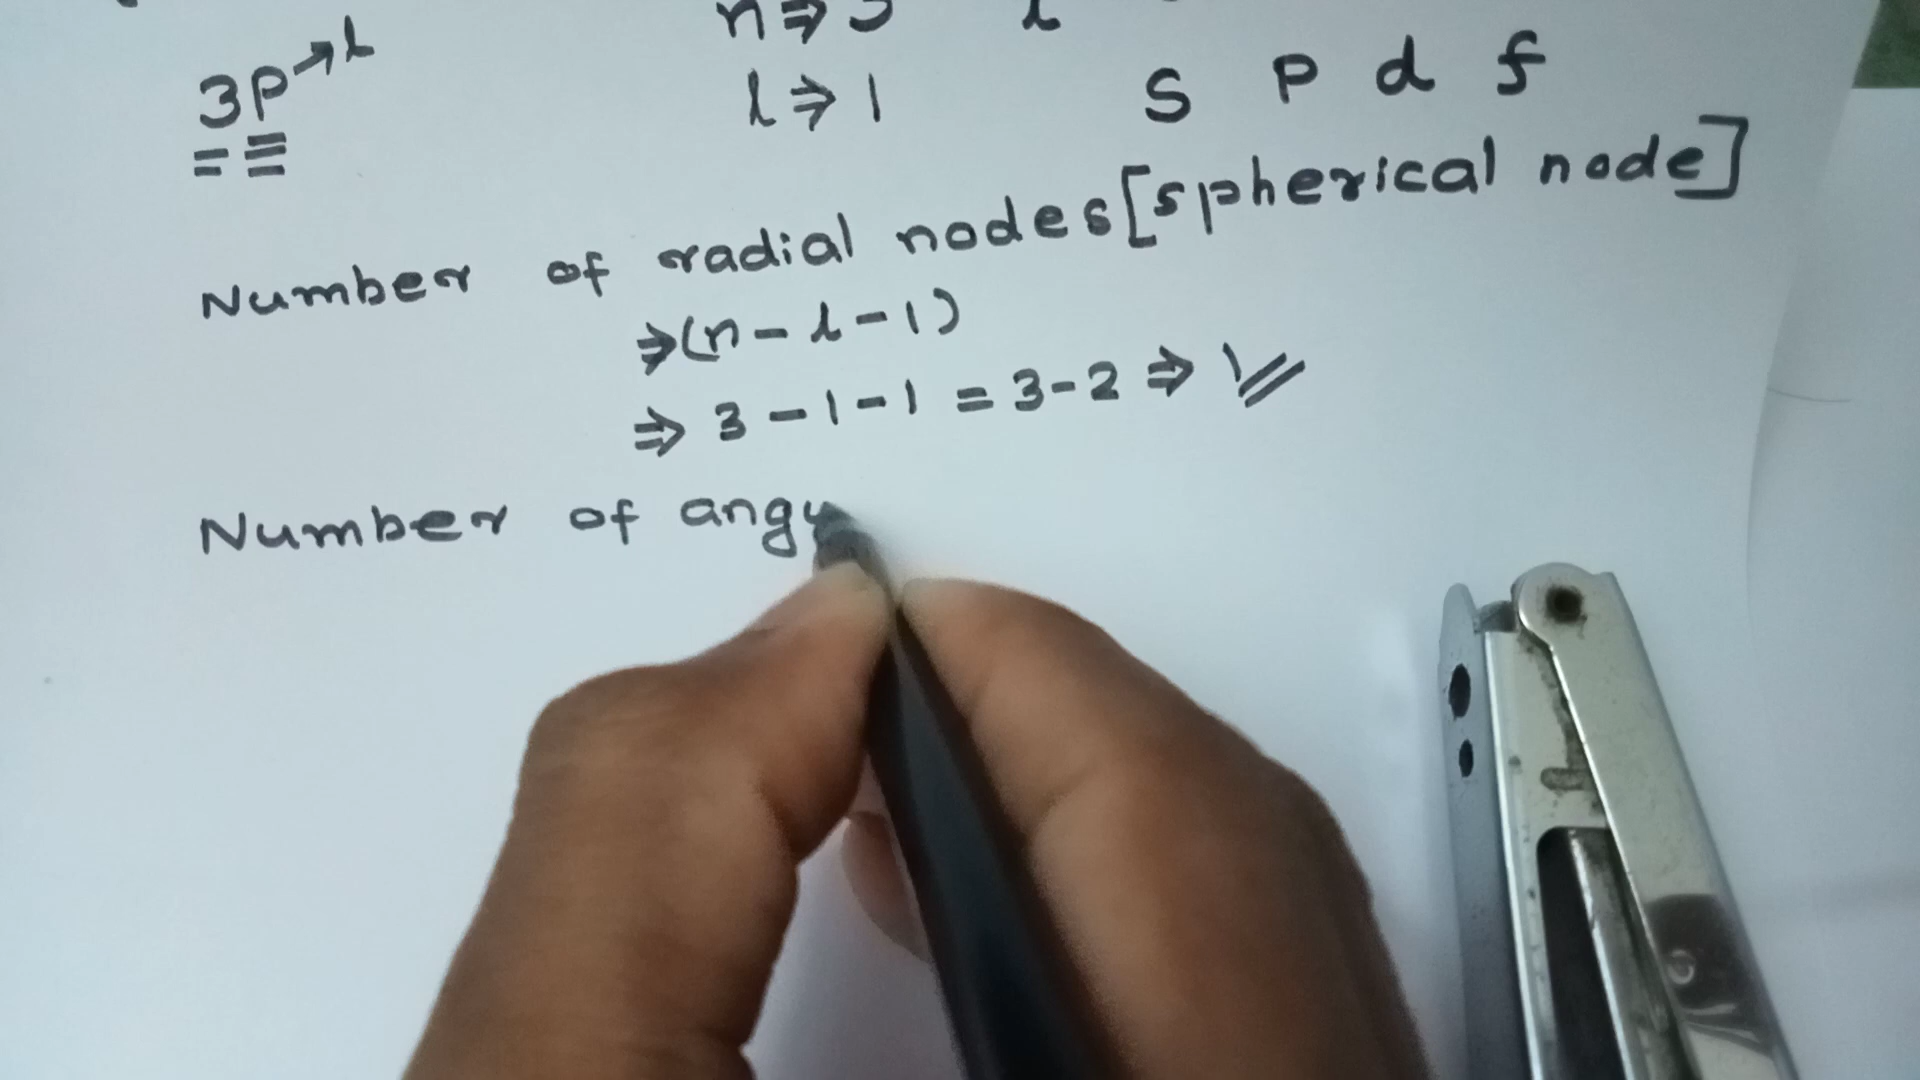 3p→l
n⇒3 l
l⇒1
s p d f
Number of radial nodes[spherical node]
⇒(n-l-1)
⇒ 3-1-1 = 3-2 ⇒ 1
Number of angu